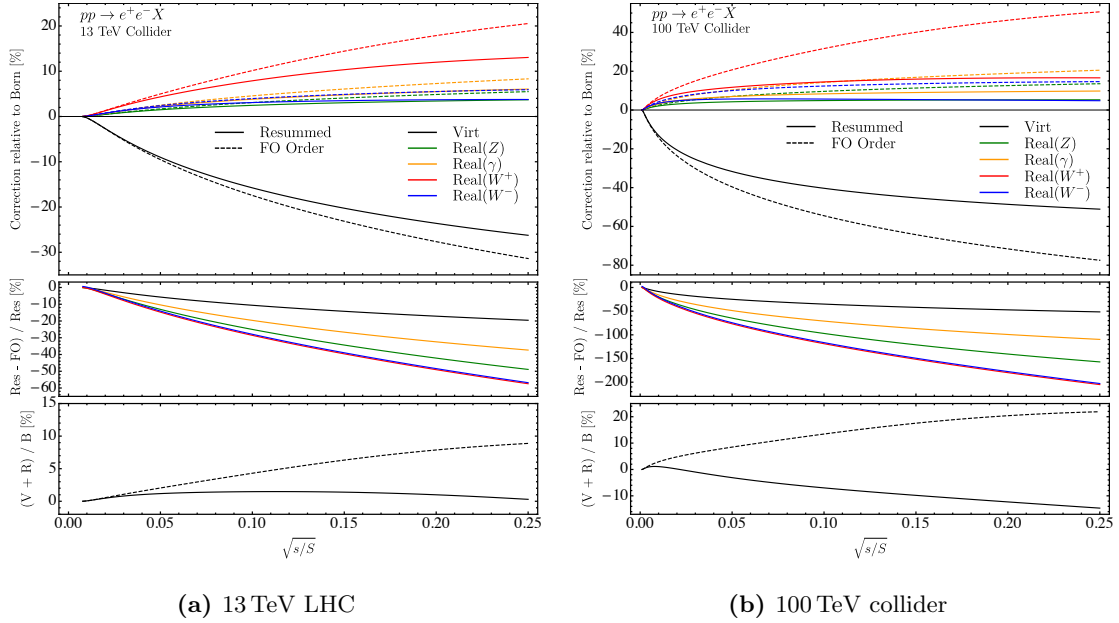 pp → e⁺e⁻X
13 TeV Collider
Correction relative to Born [%]
20
10
0
−10
−20
−30
Resummed
FO Order
Virt
Real(Z)
Real(γ)
Real(W⁺)
Real(W⁻)
Res - FO) / Res [%]
0
−10
−20
−30
−40
−50
−60
(V + R) / B [%]
15
10
5
0
0.00 0.05 0.10 0.15 0.20 0.25
√s/S
(a) 13 TeV LHC
pp → e⁺e⁻X
100 TeV Collider
Correction relative to Born [%]
40
20
0
−20
−40
−60
−80
Resummed
FO Order
Virt
Real(Z)
Real(γ)
Real(W⁺)
Real(W⁻)
Res - FO) / Res [%]
0
−50
−100
−150
−200
(V + R) / B [%]
20
10
0
−10
0.00 0.05 0.10 0.15 0.20 0.25
√s/S
(b) 100 TeV collider